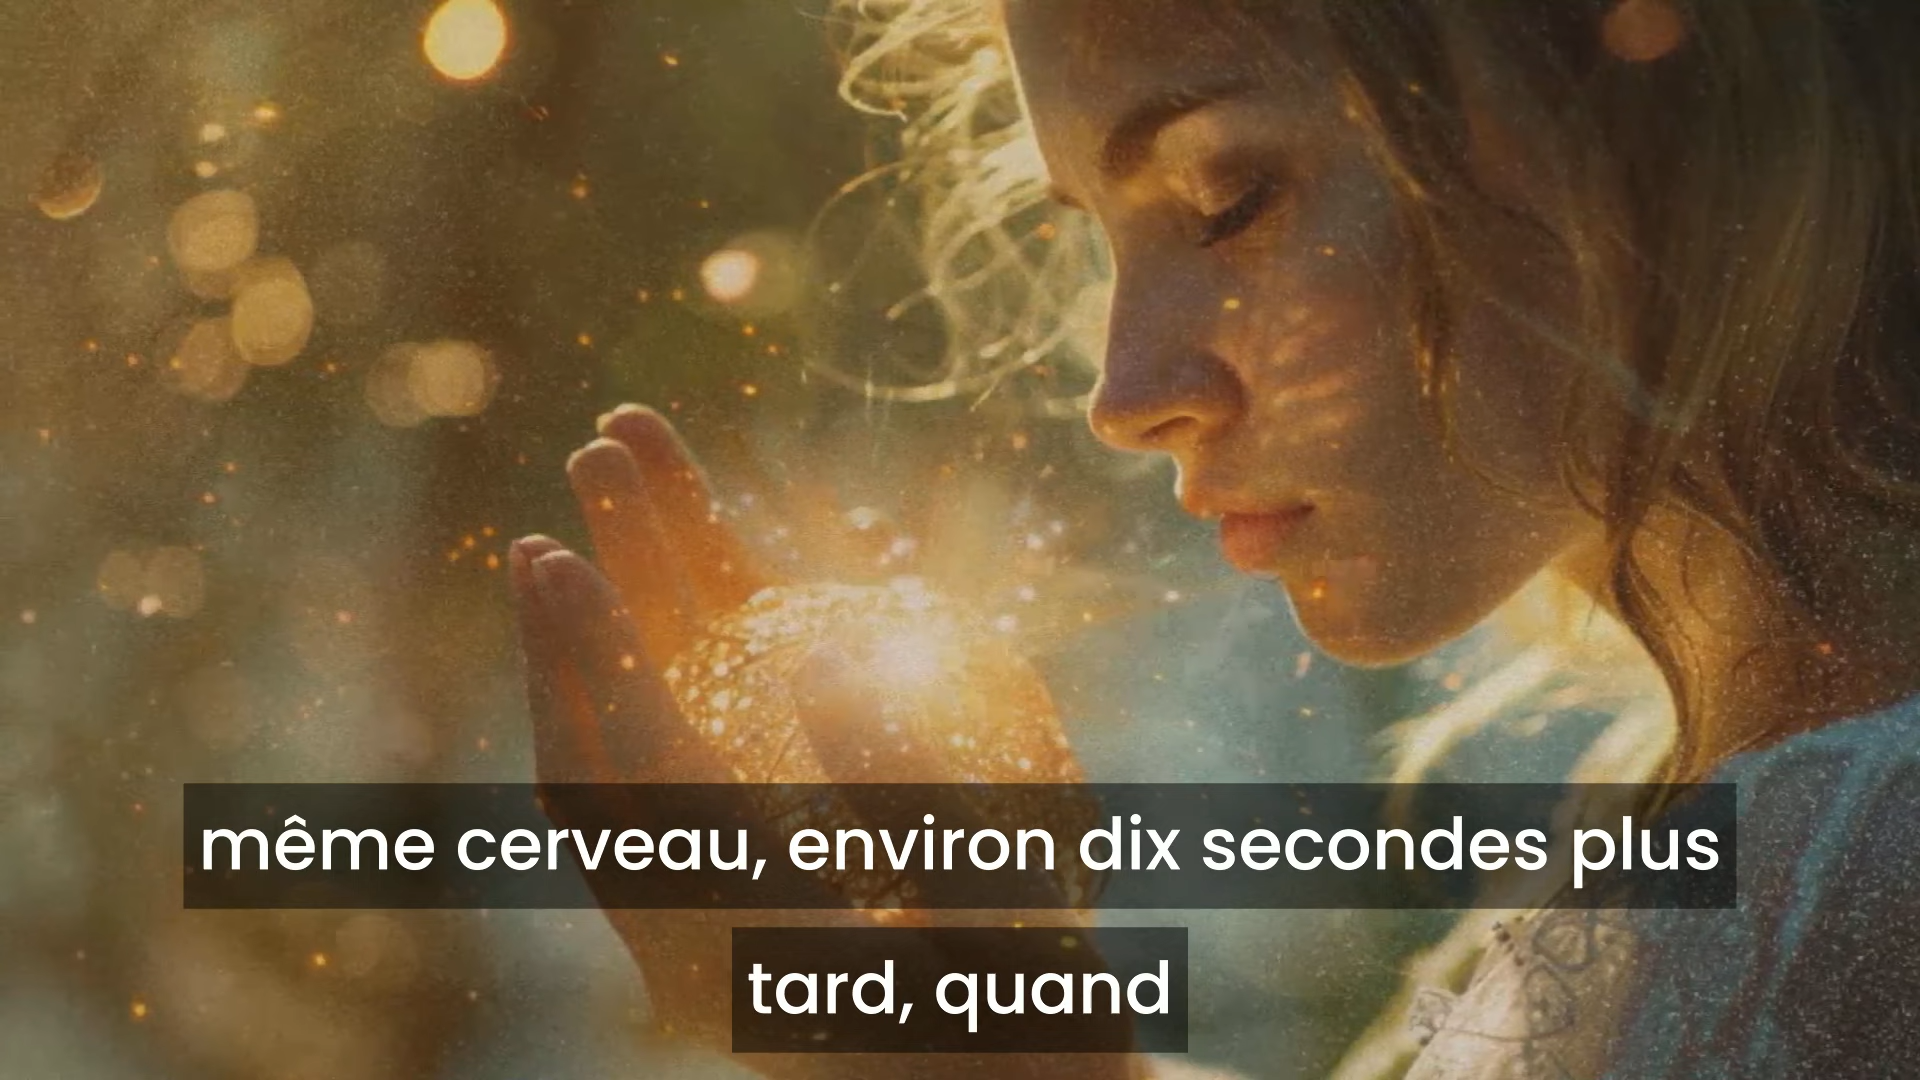 même cerveau, environ dix secondes plus
tard, quand